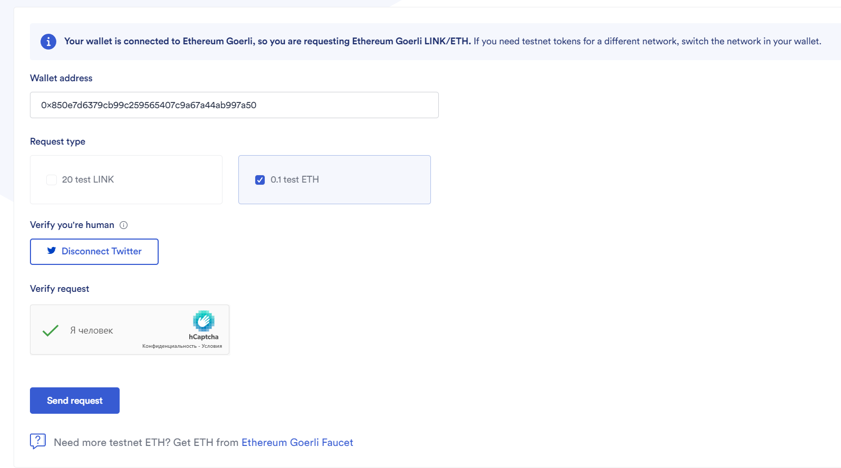 Your wallet is connected to Ethereum Goerli, so you are requesting Ethereum Goerli LINK/ETH. If you need testnet tokens for a different network, switch the network in your wallet.
Wallet address
0x850e7d6379cb99c259565407c9a67a44ab997a50
Request type
20 test LINK
0.1 test ETH
Verify you're human
Disconnect Twitter
Verify request
Я человек
hCaptcha
Конфиденциальность - Условия
Send request
Need more testnet ETH? Get ETH from Ethereum Goerli Faucet